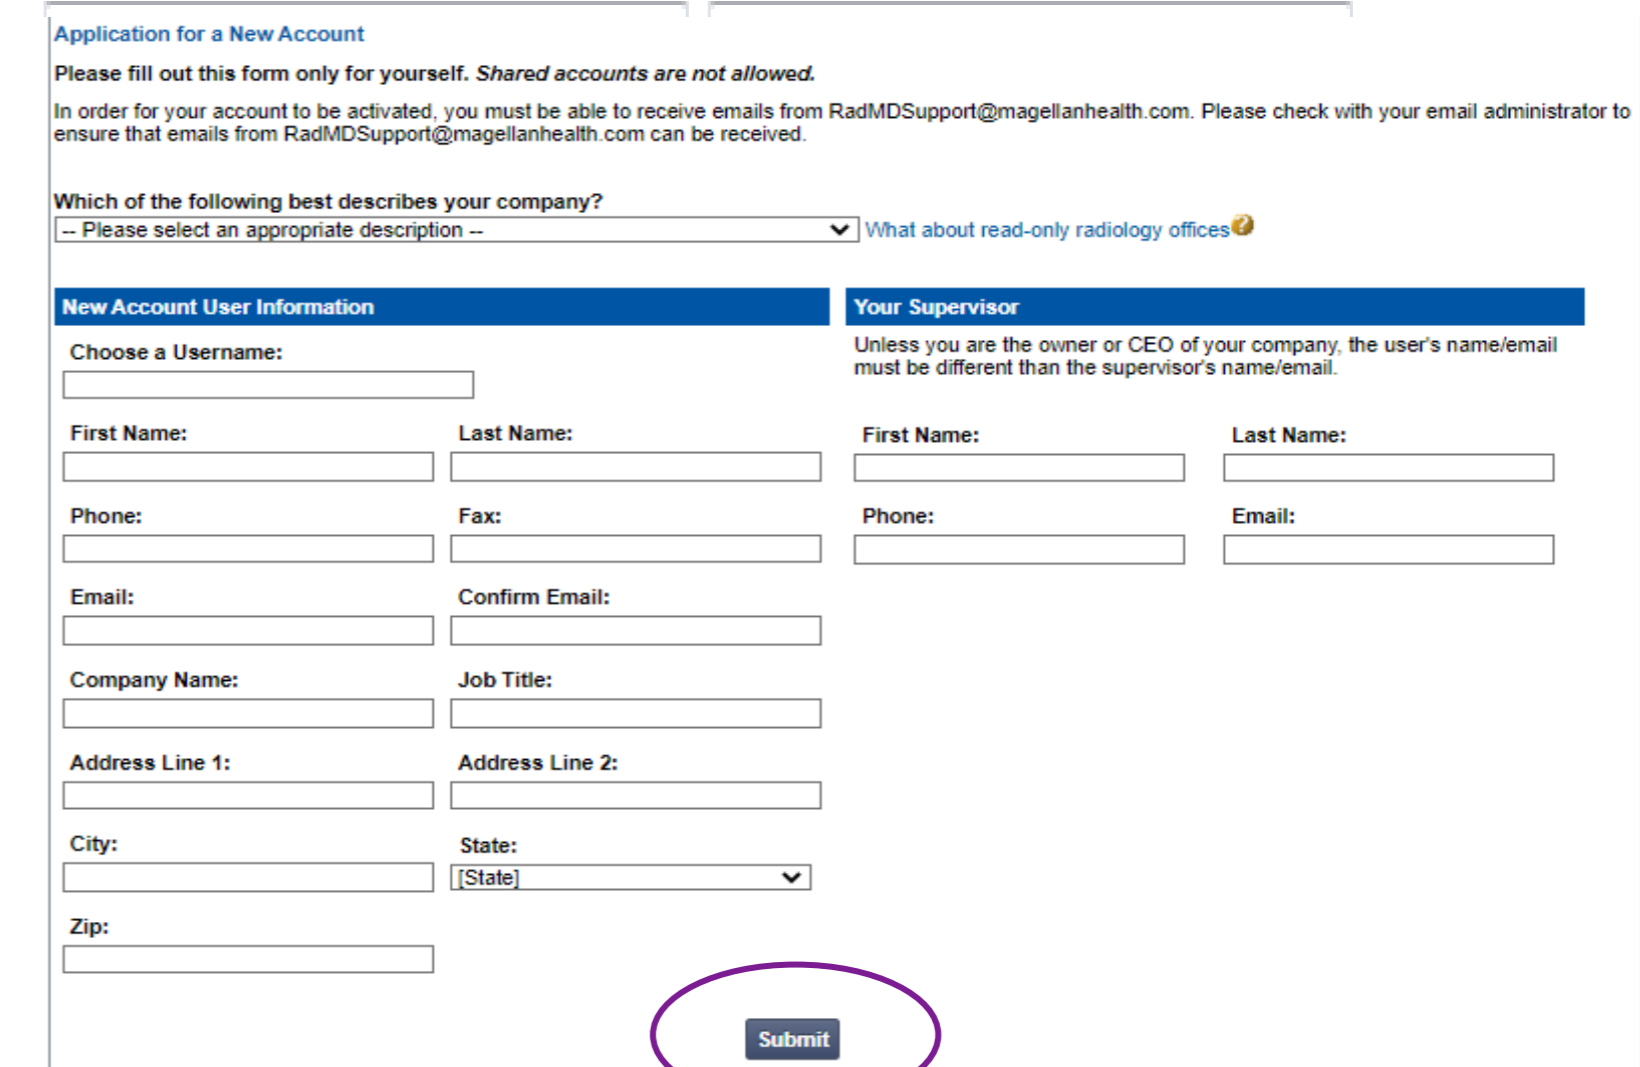 Application for a New Account
Please fill out this form only for yourself. Shared accounts are not allowed.
In order for your account to be activated, you must be able to receive emails from RadMDSupport@magellanhealth.com. Please check with your email administrator to
ensure that emails from RadMDSupport@magellanhealth.com can be received.
Which of the following best describes your company?
-- Please select an appropriate description -- What about read-only radiology offices
New Account User Information
Choose a Username:
First Name: Last Name:
Phone: Fax:
Email: Confirm Email:
Company Name: Job Title:
Address Line 1: Address Line 2:
City: State:
[State]
Zip:
Your Supervisor
Unless you are the owner or CEO of your company, the user's name/email
must be different than the supervisor's name/email.
First Name: Last Name:
Phone: Email:
Submit